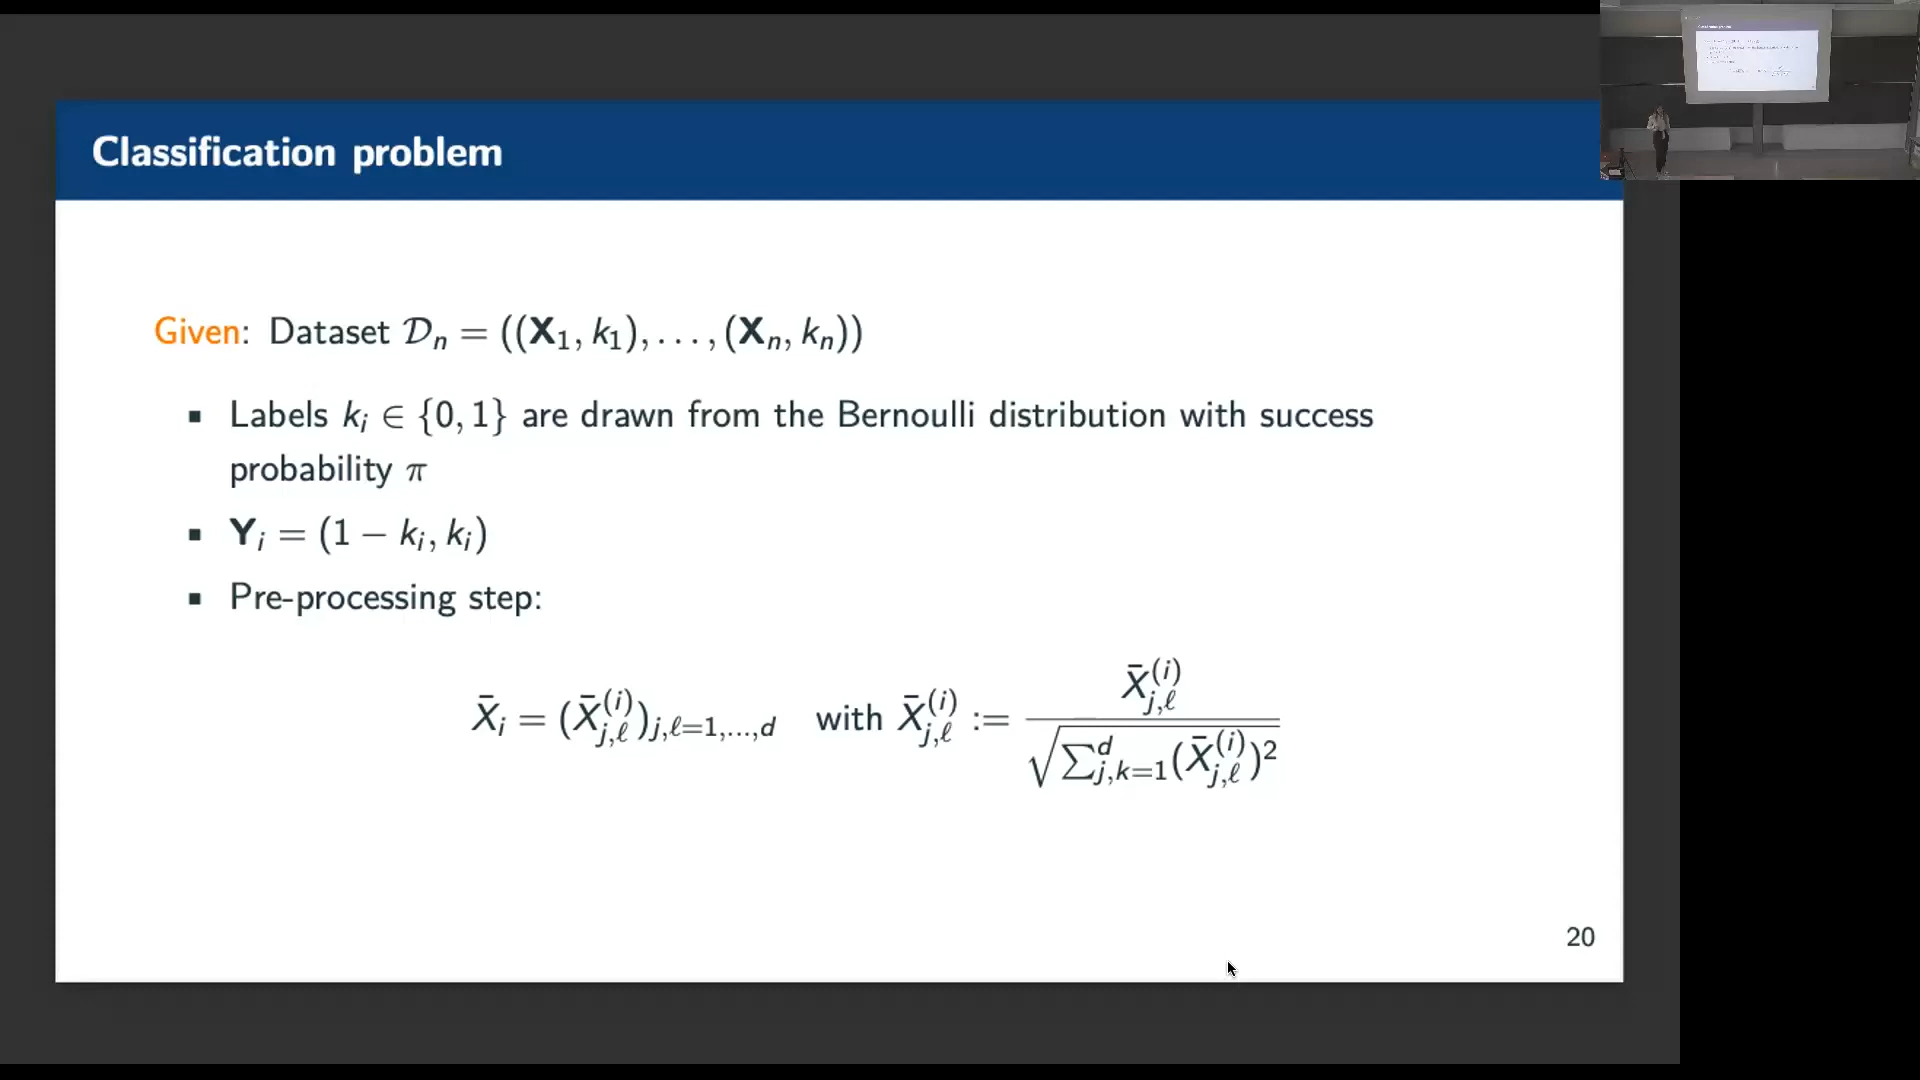 Classification problem
Given: Dataset 𝒟ₙ = ((𝐗₁, k₁), . . . , (𝐗ₙ, kₙ))
▪ Labels kᵢ ∈ {0, 1} are drawn from the Bernoulli distribution with success
probability π
▪ 𝐘ᵢ = (1 − kᵢ, kᵢ)
▪ Pre-processing step:
X̄ᵢ = (X̄_{j,ℓ}^{(i)})_{j,ℓ=1,...,d} with X̄_{j,ℓ}^{(i)} := X̄_{j,ℓ}^{(i)} / √(∑_{j,k=1}^{d} (X̄_{j,ℓ}^{(i)})²)
20